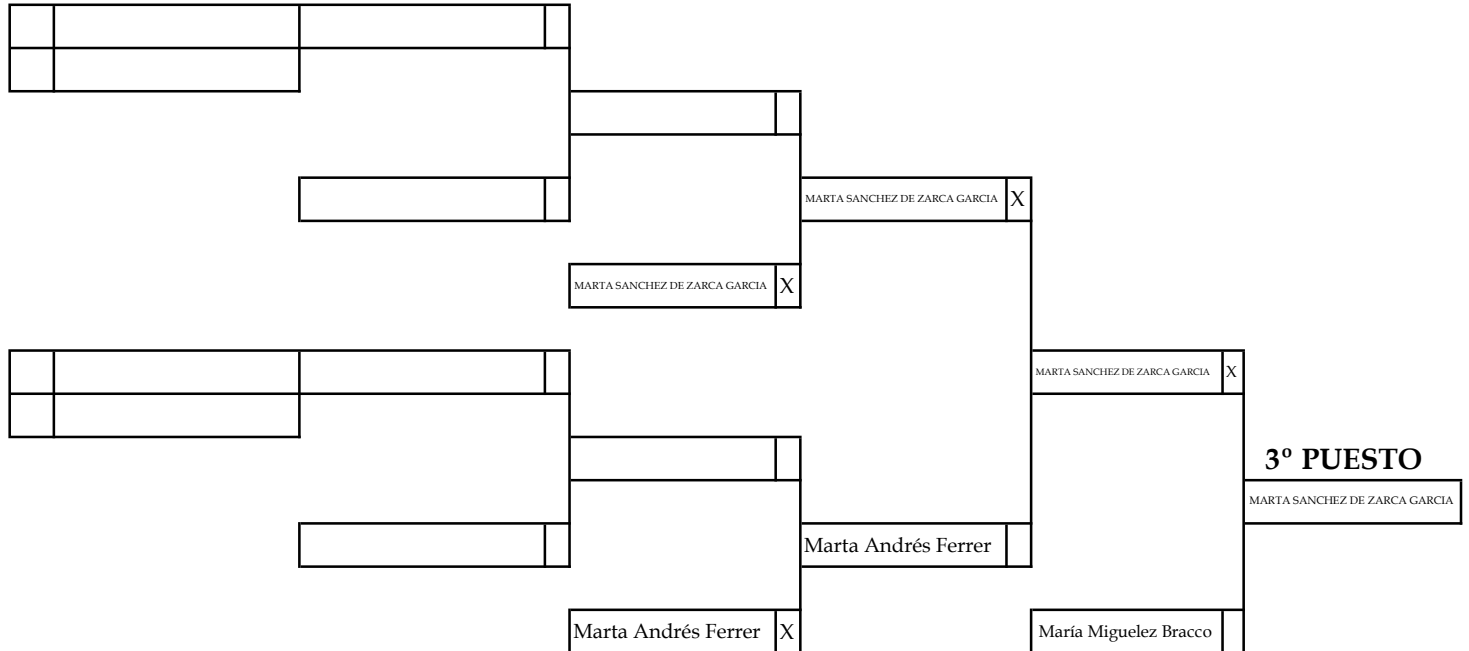 MARTA SANCHEZ DE ZARCA GARCIA X
MARTA SANCHEZ DE ZARCA GARCIA X
MARTA SANCHEZ DE ZARCA GARCIA X
3º PUESTO
MARTA SANCHEZ DE ZARCA GARCIA
Marta Andrés Ferrer
Marta Andrés Ferrer X
María Miguelez Bracco